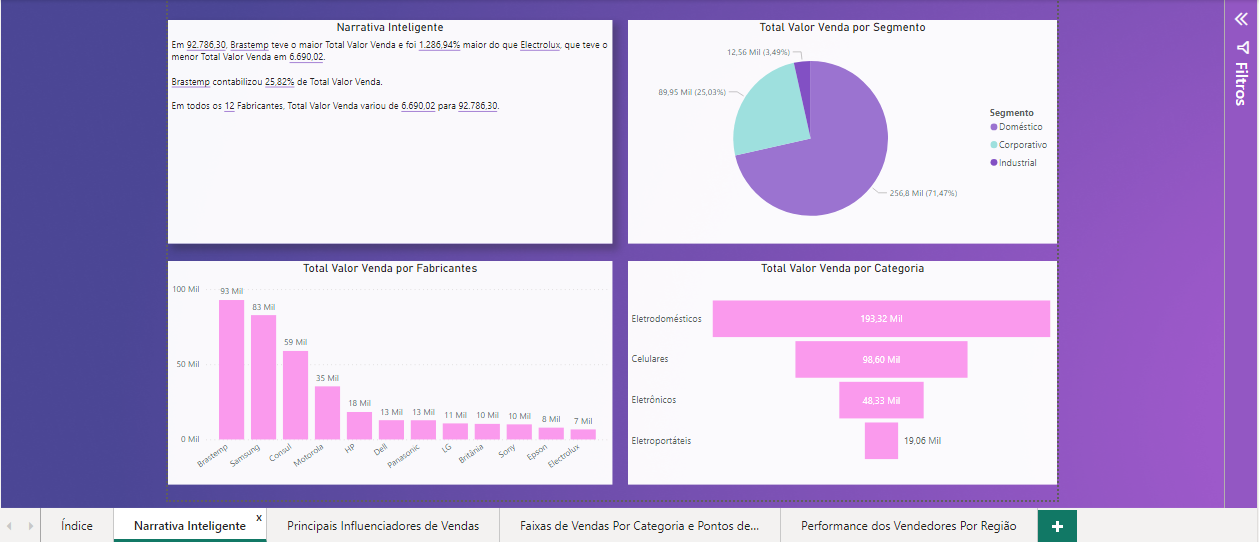 Narrativa Inteligente
Em 92.786,30, Brastemp teve o maior Total Valor Venda e foi 1.286,94% maior do que Electrolux, que teve o
menor Total Valor Venda em 6.690,02.
Brastemp contabilizou 25,82% de Total Valor Venda.
Em todos os 12 Fabricantes, Total Valor Venda variou de 6.690,02 para 92.786,30.
Total Valor Venda por Segmento
12,56 Mil (3,49%)
89,95 Mil (25,03%)
256,8 Mil (71,47%)
Segmento
Doméstico
Corporativo
Industrial
Filtros
Total Valor Venda por Fabricantes
100 Mil
50 Mil
0 Mil
93 Mil
83 Mil
59 Mil
35 Mil
18 Mil
13 Mil
13 Mil
11 Mil
10 Mil
10 Mil
8 Mil
7 Mil
Brastemp
Samsung
Consul
Motorola
HP
Dell
Panasonic
LG
Britânia
Sony
Epson
Electrolux
Total Valor Venda por Categoria
Eletrodomésticos
193,32 Mil
Celulares
98,60 Mil
Eletrônicos
48,33 Mil
Eletroportáteis
19,06 Mil
Índice
Narrativa Inteligente
x
Principais Influenciadores de Vendas
Faixas de Vendas Por Categoria e Pontos de...
Performance dos Vendedores Por Região
+